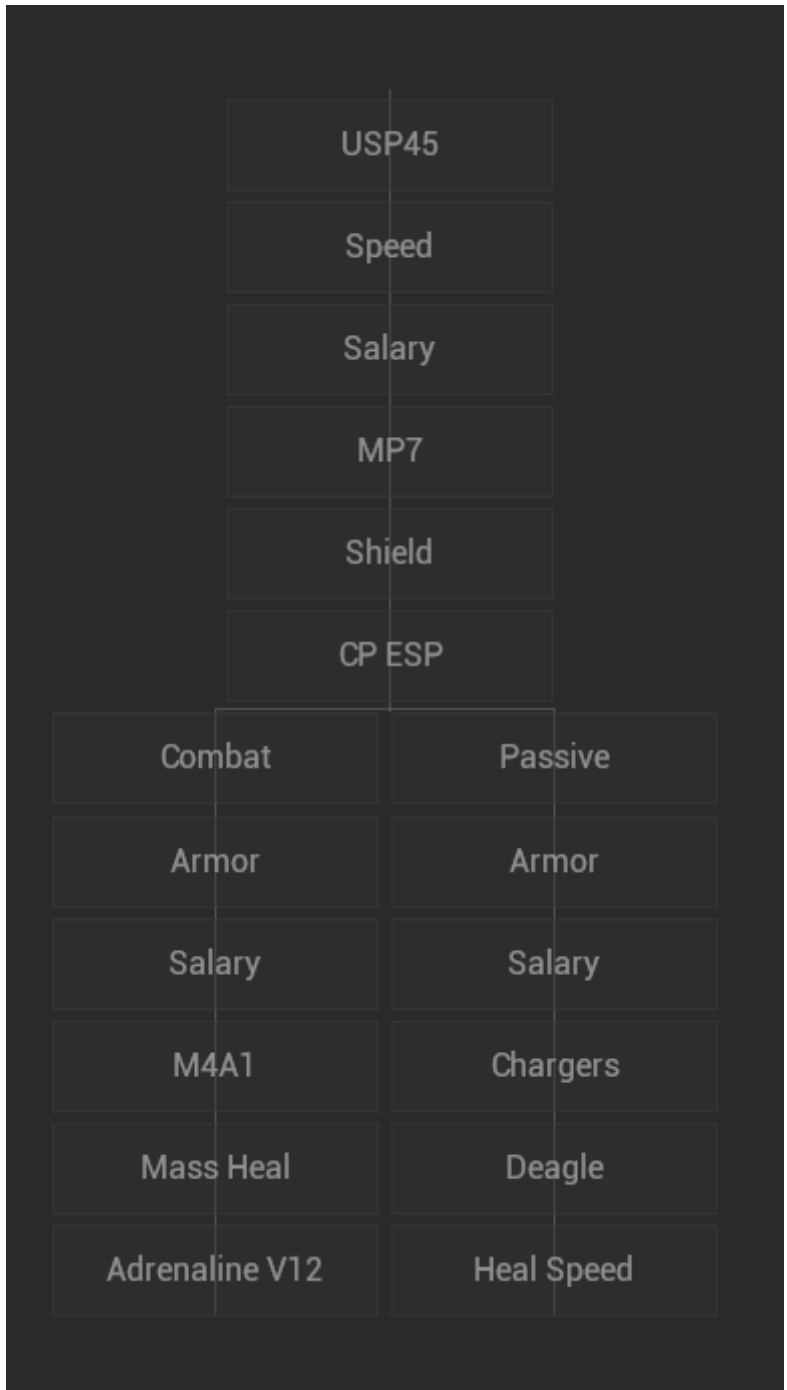 USP45
Speed
Salary
MP7
Shield
CP ESP
Combat Passive
Armor Armor
Salary Salary
M4A1 Chargers
Mass Heal Deagle
Adrenaline V12 Heal Speed